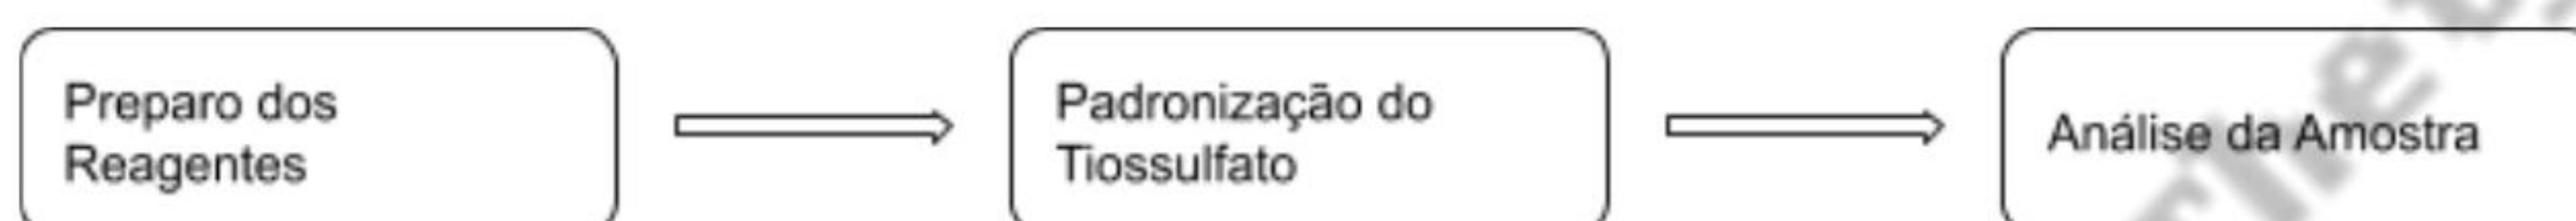 Preparo dos
Reagentes
Padronização do
Tiossulfato
Análise da Amostra